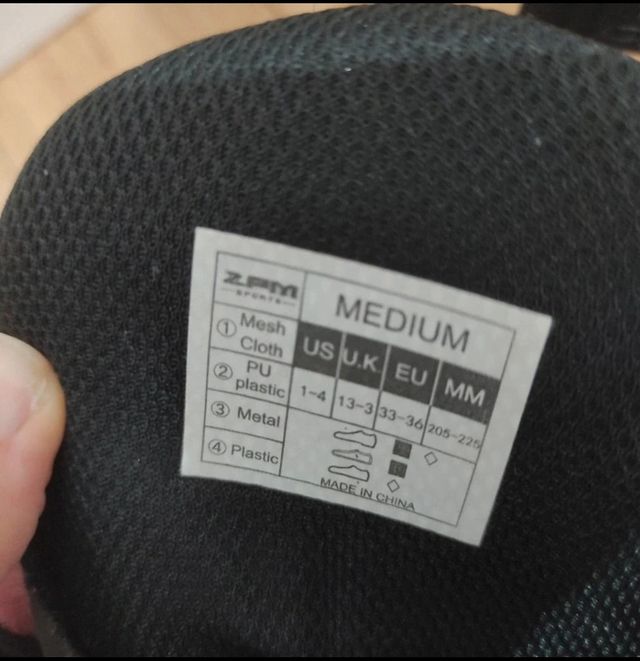 ZPM
SPORTS
MEDIUM
① Mesh Cloth
② PU plastic
③ Metal
④ Plastic
US U.K. EU MM
1-4 13-3 33-36 205-225
MADE IN CHINA